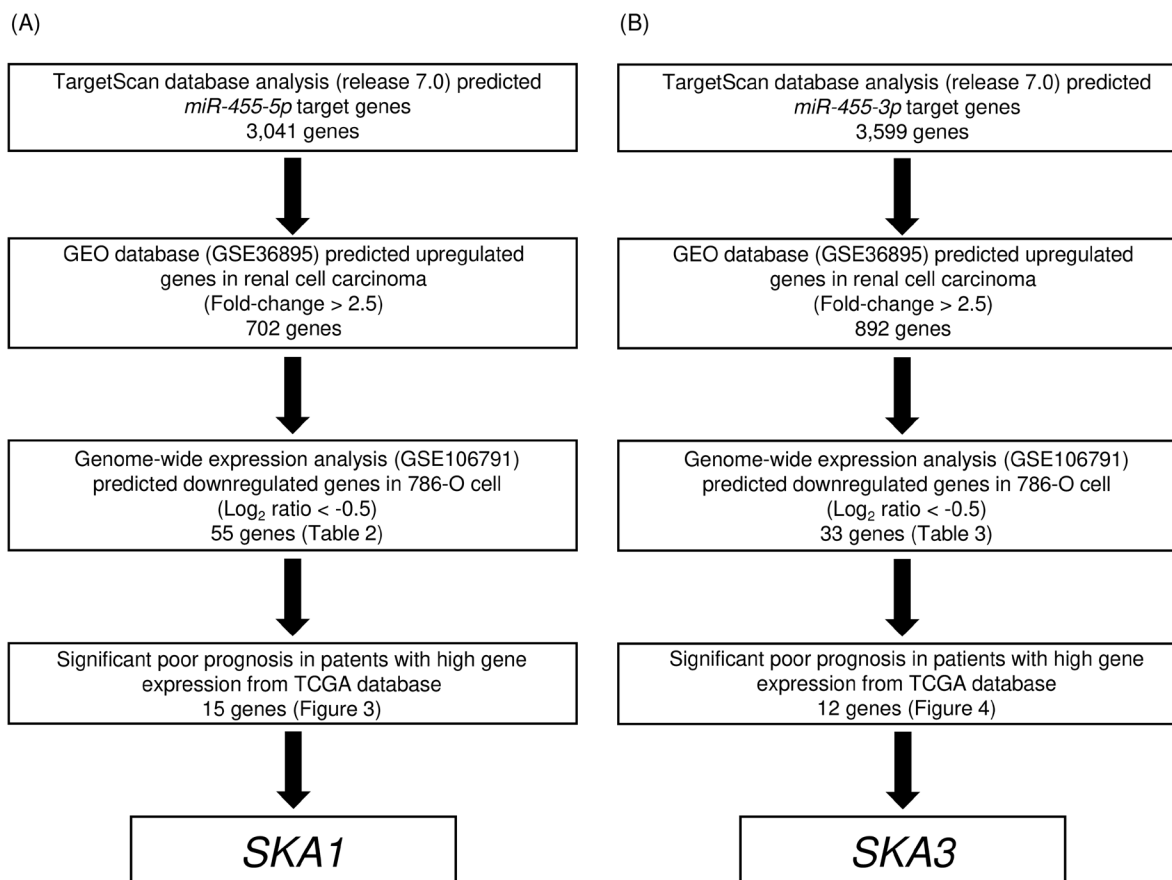 (A)
TargetScan database analysis (release 7.0) predicted
miR-455-5p target genes
3,041 genes
GEO database (GSE36895) predicted upregulated
genes in renal cell carcinoma
(Fold-change > 2.5)
702 genes
Genome-wide expression analysis (GSE106791)
predicted downregulated genes in 786-O cell
(Log₂ ratio < -0.5)
55 genes (Table 2)
Significant poor prognosis in patents with high gene
expression from TCGA database
15 genes (Figure 3)
SKA1
(B)
TargetScan database analysis (release 7.0) predicted
miR-455-3p target genes
3,599 genes
GEO database (GSE36895) predicted upregulated
genes in renal cell carcinoma
(Fold-change > 2.5)
892 genes
Genome-wide expression analysis (GSE106791)
predicted downregulated genes in 786-O cell
(Log₂ ratio < -0.5)
33 genes (Table 3)
Significant poor prognosis in patients with high gene
expression from TCGA database
12 genes (Figure 4)
SKA3